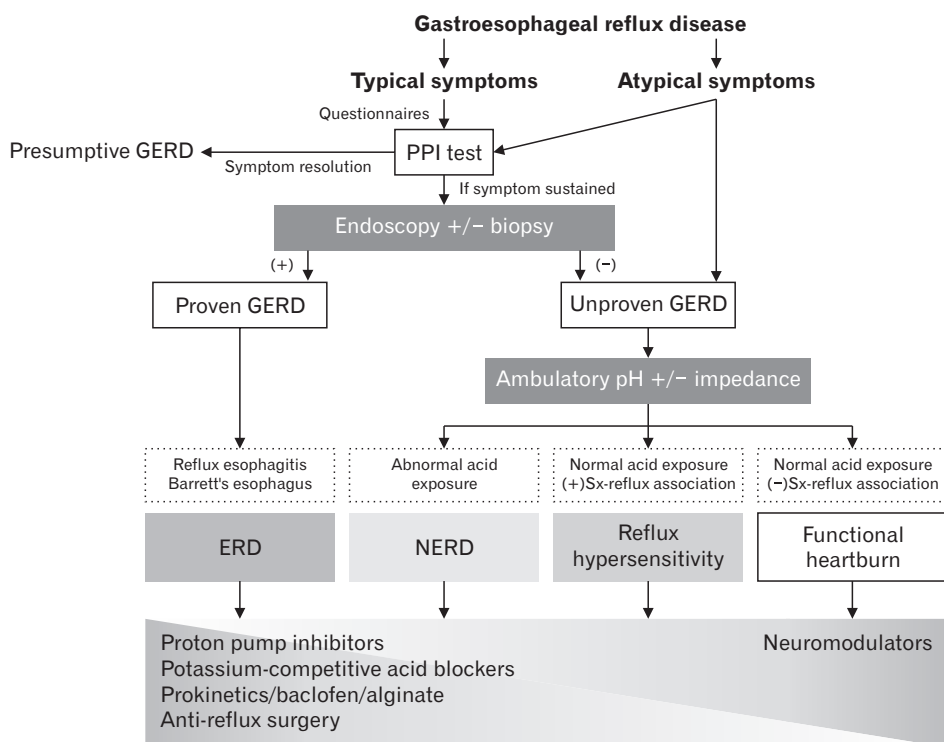 Gastroesophageal reflux disease
Typical symptoms
Atypical symptoms
Questionnaires
Presumptive GERD
Symptom resolution
PPI test
If symptom sustained
Endoscopy +/− biopsy
(+)
(−)
Proven GERD
Unproven GERD
Ambulatory pH +/− impedance
Reflux esophagitis
Barrett's esophagus
Abnormal acid
exposure
Normal acid exposure
(+)Sx-reflux association
Normal acid exposure
(−)Sx-reflux association
ERD
NERD
Reflux
hypersensitivity
Functional
heartburn
Proton pump inhibitors
Potassium-competitive acid blockers
Prokinetics/baclofen/alginate
Anti-reflux surgery
Neuromodulators